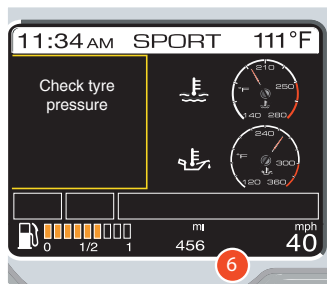 11:34 AM SPORT 111°F
Check tyre
pressure
210
°F 250
140 280
240
°F 300
120 360
0 1/2 1
mi mph
456 40
6